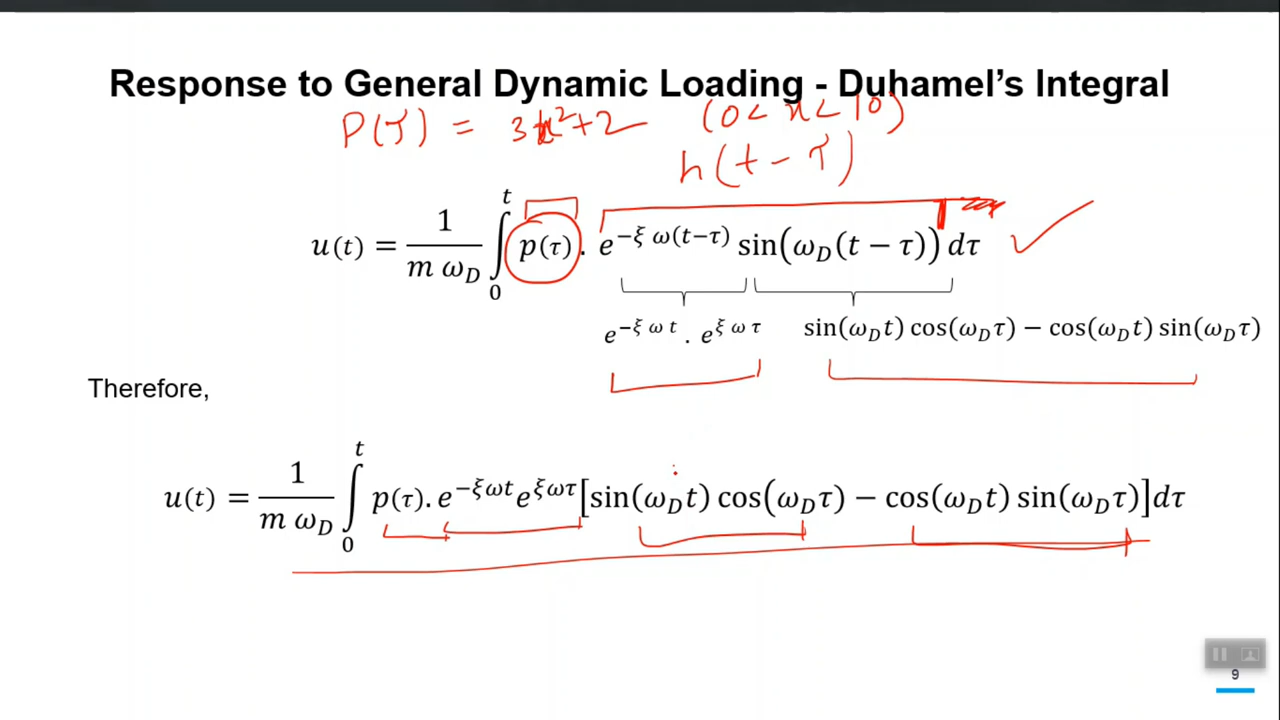 Response to General Dynamic Loading - Duhamel's Integral
P(τ) = 3x²+2 (0 < x < 10)
h(t − τ)
u(t) = 1/(m ω_D) ∫₀ᵗ p(τ). e^{−ξ ω(t−τ)} sin(ω_D(t − τ)) dτ
e^{−ξ ω t} . e^{ξ ω τ} sin(ω_D t) cos(ω_D τ) − cos(ω_D t) sin(ω_D τ)
Therefore,
u(t) = 1/(m ω_D) ∫₀ᵗ p(τ). e^{−ξωt} e^{ξωτ} [sin(ω_D t) cos(ω_D τ) − cos(ω_D t) sin(ω_D τ)] dτ
9